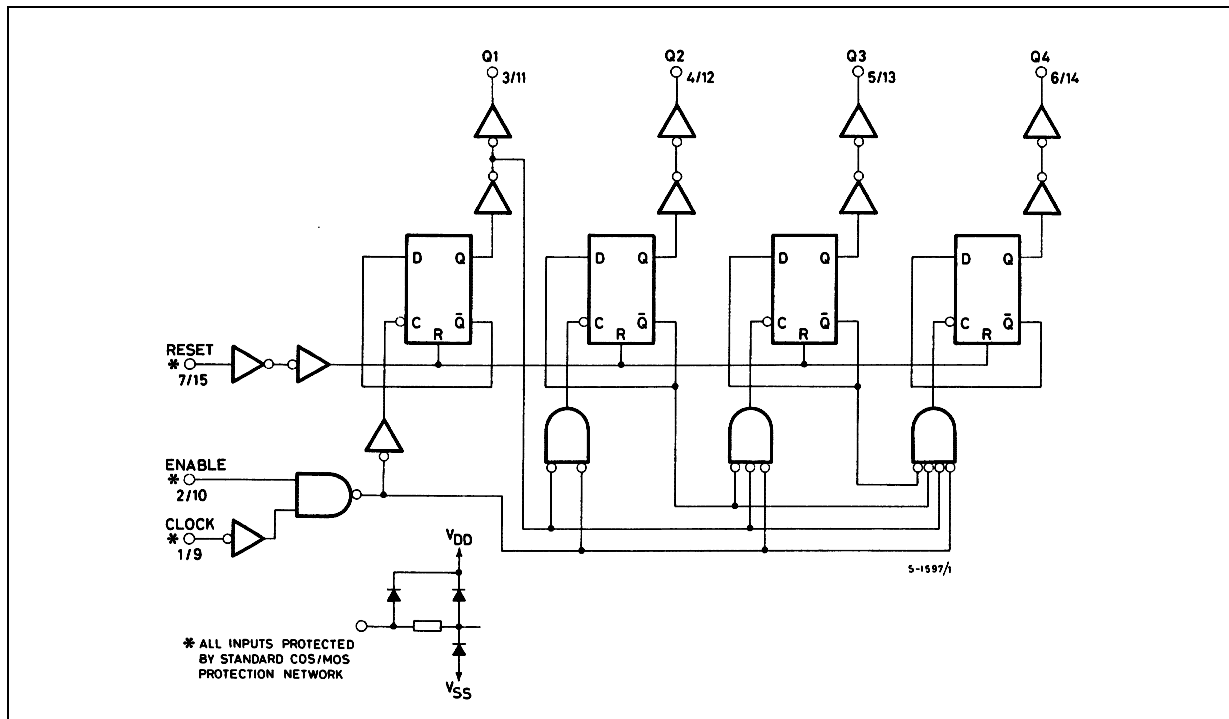 Q1
3/11
Q2
4/12
Q3
5/13
Q4
6/14
D Q
D Q
D Q
D Q
C Q̅
C Q̅
C Q̅
C Q̅
R
R
R
R
RESET
*
7/15
ENABLE
*
2/10
CLOCK
*
1/9
VDD
S-1597/1
* ALL INPUTS PROTECTED
BY STANDARD COS/MOS
PROTECTION NETWORK
VSS